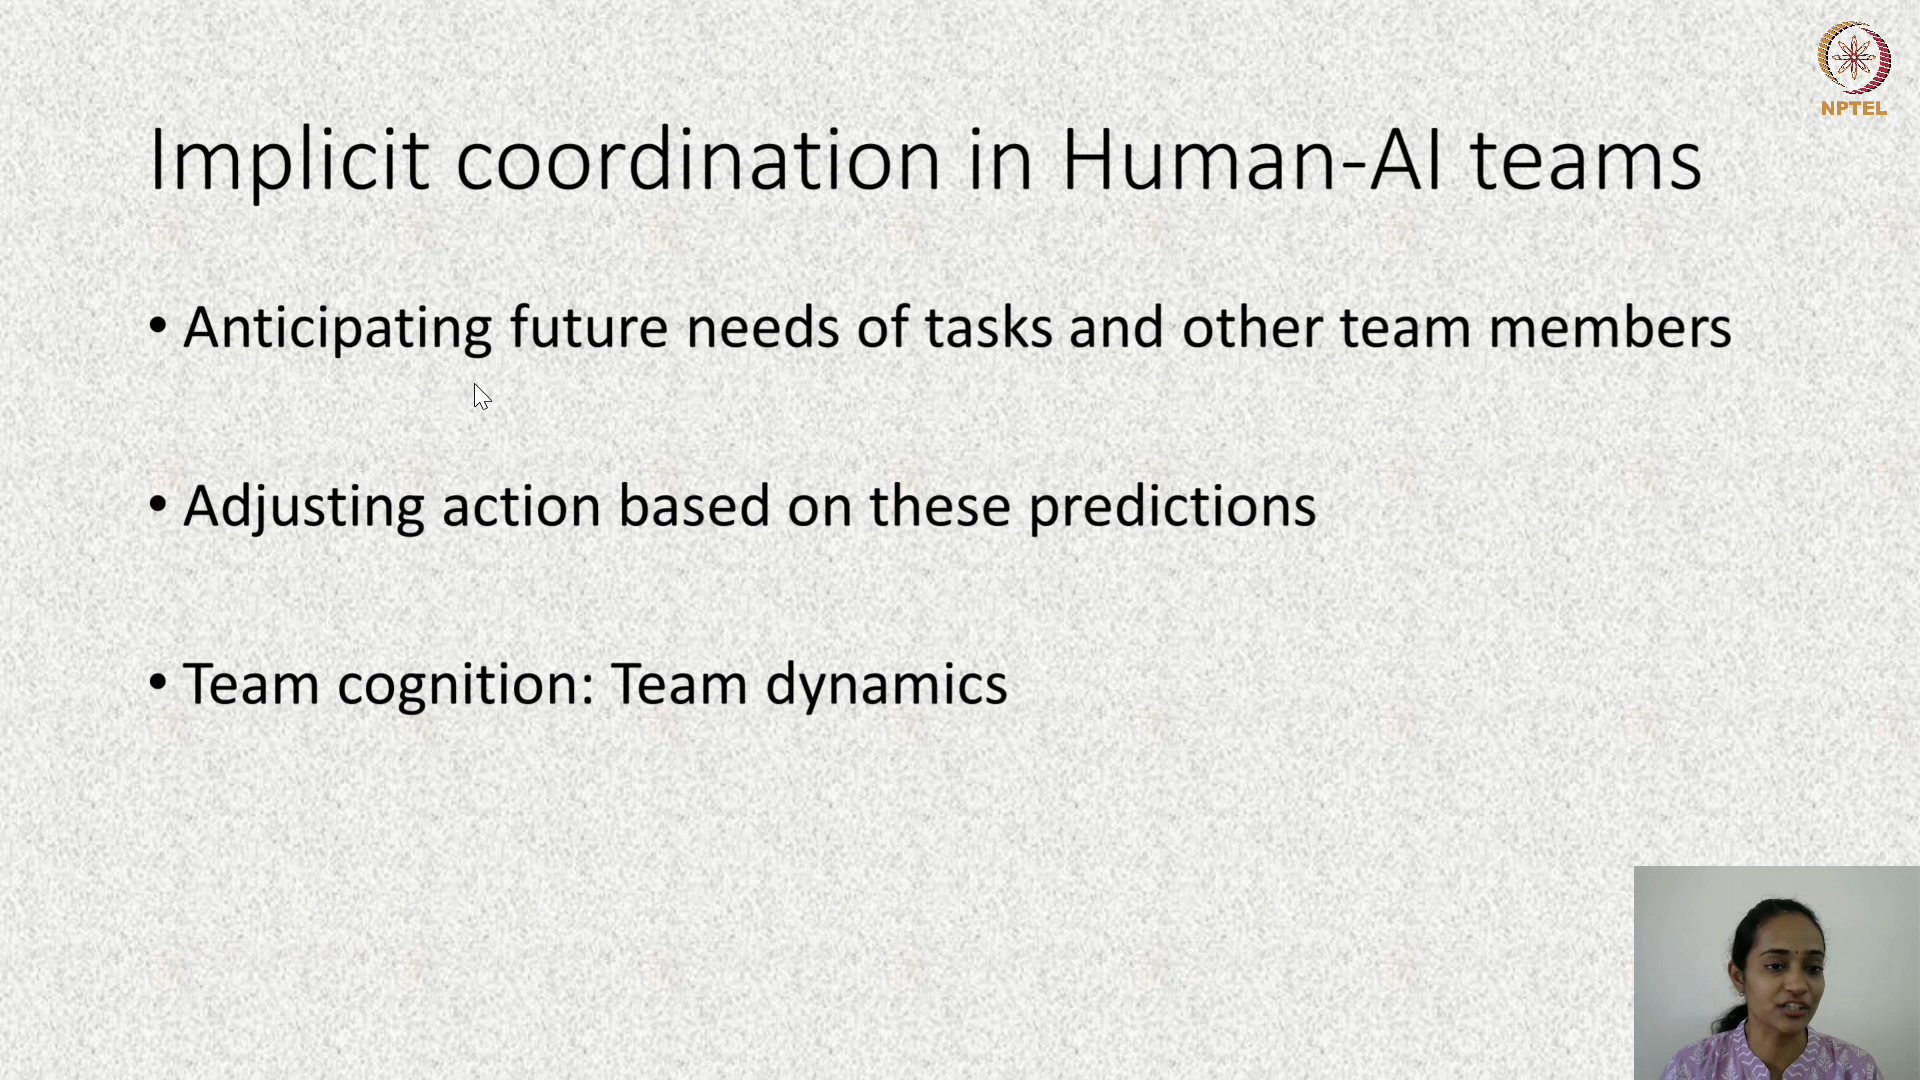 NPTEL
Implicit coordination in Human-AI teams
• Anticipating future needs of tasks and other team members
• Adjusting action based on these predictions
• Team cognition: Team dynamics